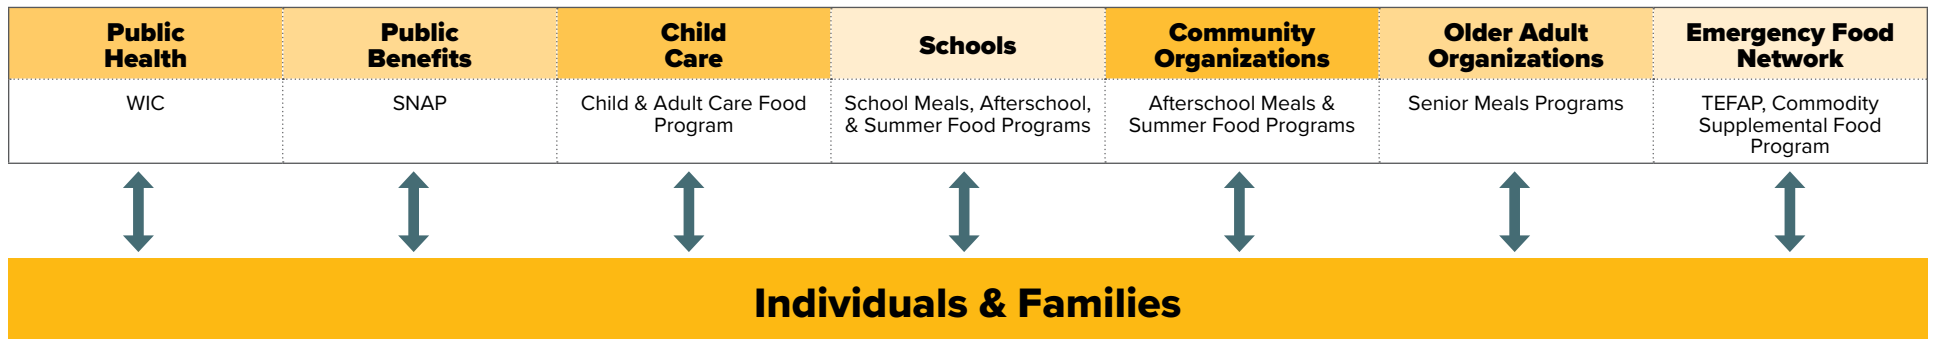 Public
Health
Public
Benefits
Child
Care
Schools
Community
Organizations
Older Adult
Organizations
Emergency Food
Network
WIC
SNAP
Child & Adult Care Food
Program
School Meals, Afterschool,
& Summer Food Programs
Afterschool Meals &
Summer Food Programs
Senior Meals Programs
TEFAP, Commodity
Supplemental Food
Program
Individuals & Families